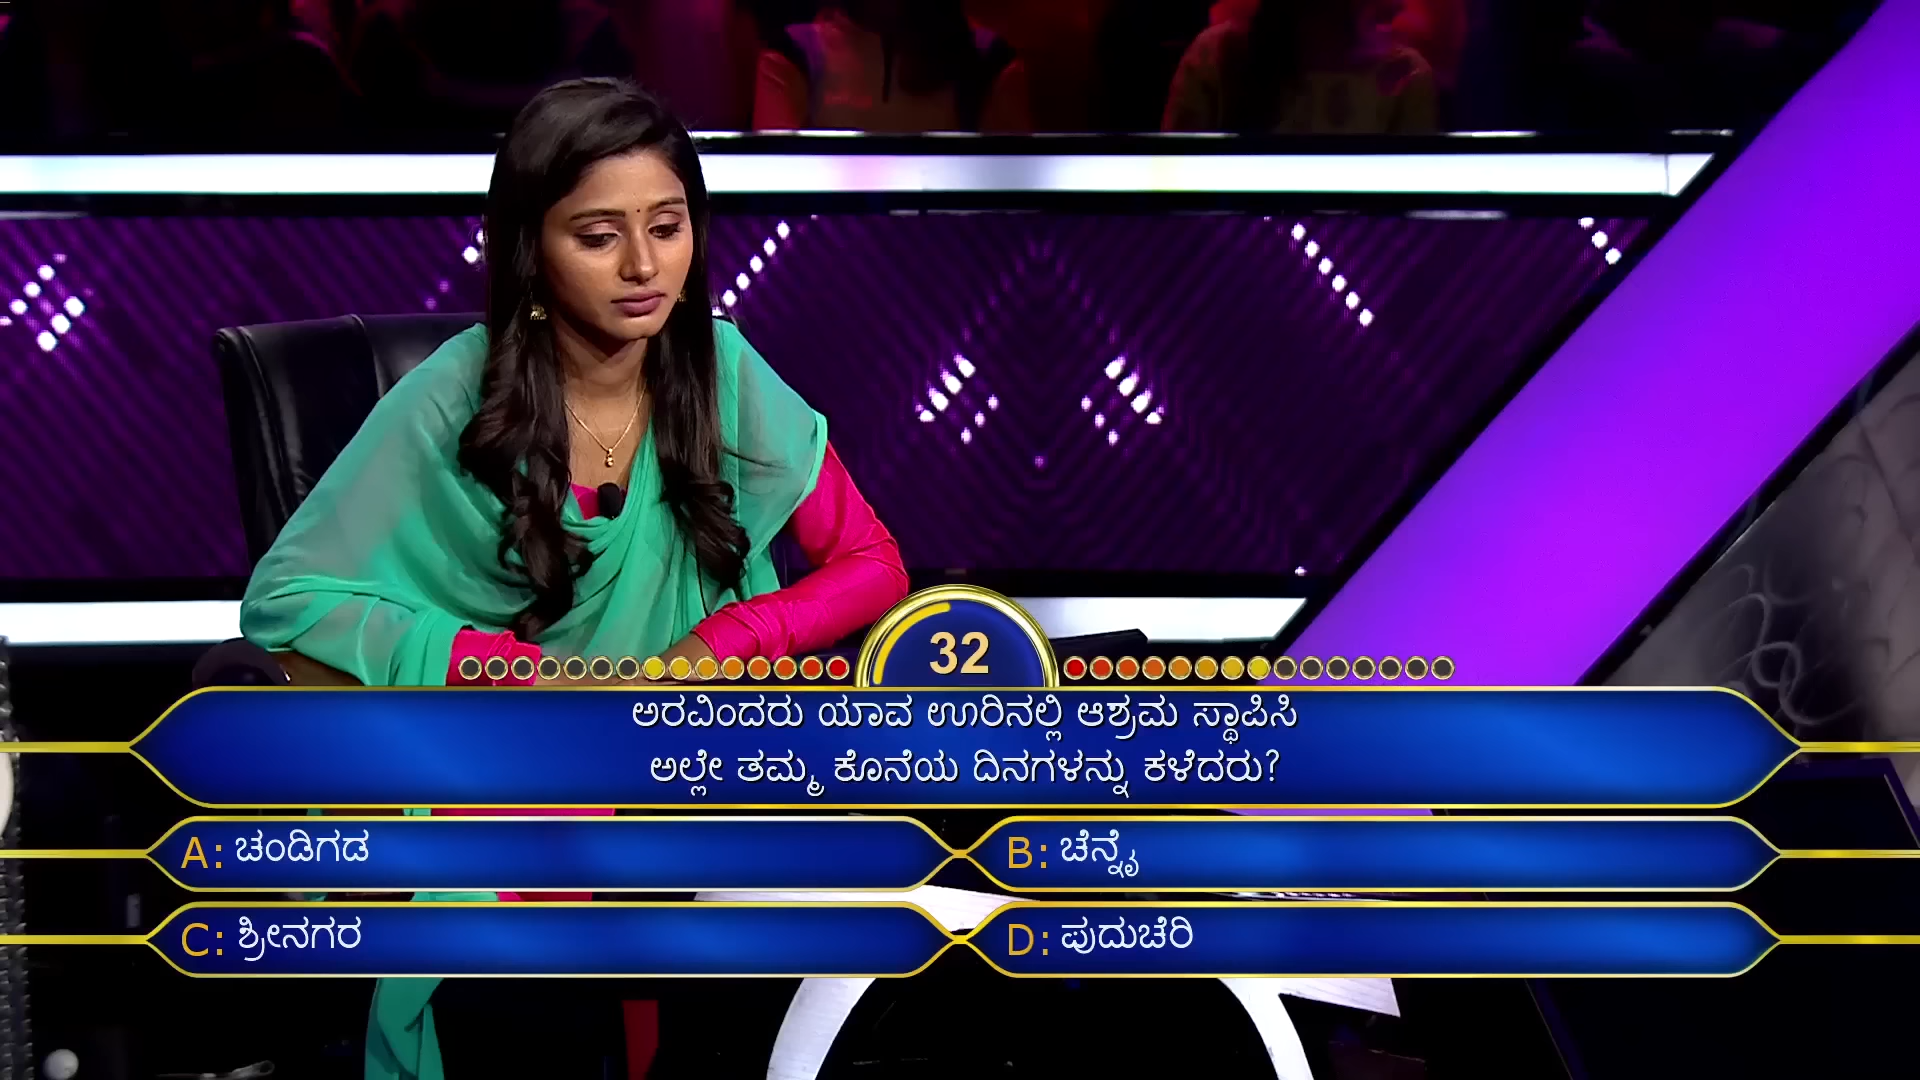 32
ಅರವಿಂದರು ಯಾವ ಊರಿನಲ್ಲಿ ಆಶ್ರಮ ಸ್ಥಾಪಿಸಿ
ಅಲ್ಲೇ ತಮ್ಮ ಕೊನೆಯ ದಿನಗಳನ್ನು ಕಳೆದರು?
A: ಚಂಡಿಗಡ
B: ಚೆನ್ನೈ
C: ಶ್ರೀನಗರ
D: ಪುದುಚೆರಿ